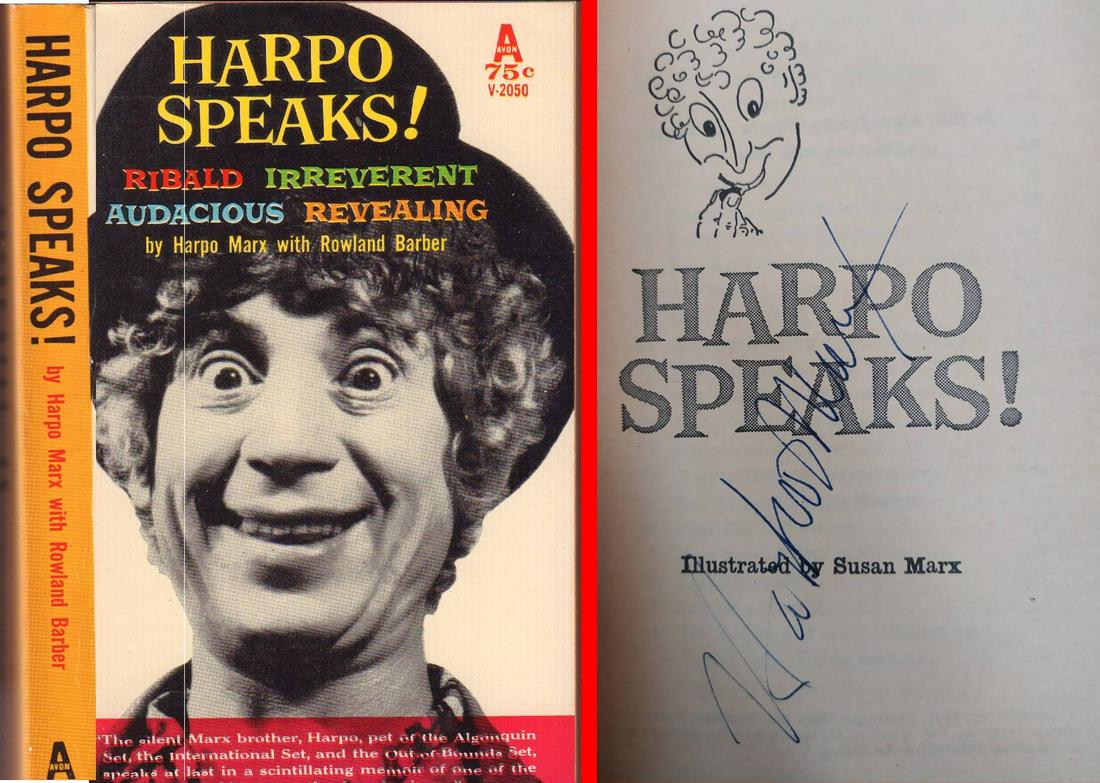 HARPO SPEAKS! by Harpo Marx with Rowland Barber
AVON
A
AVON
75c
V-2050
HARPO
SPEAKS!
RIBALD IRREVERENT
AUDACIOUS REVEALING
by Harpo Marx with Rowland Barber
The silent Marx brother, Harpo, pet of the Algonquin
Set, the International Set, and the Out-of-Bounds Set,
speaks at last in a scintillating memoir of one of the
HARPO
SPEAKS!
Harpo Marx
Illustrated by Susan Marx